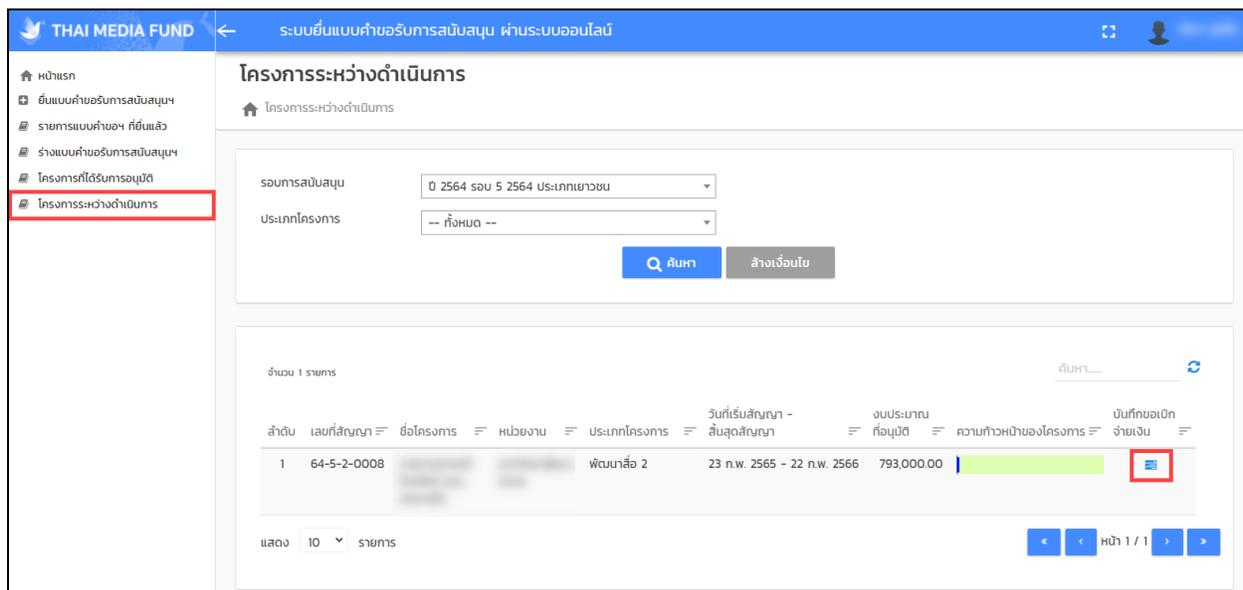 THAI MEDIA FUND
ระบบยื่นแบบคำขอรับการสนับสนุน ผ่านระบบออนไลน์
หน้าแรก
ยื่นแบบคำขอรับการสนับสนุนฯ
รายการแบบคำขอฯ ที่ยื่นแล้ว
ร่างแบบคำขอรับการสนับสนุนฯ
โครงการที่ได้รับการอนุมัติ
โครงการระหว่างดำเนินการ
โครงการระหว่างดำเนินการ
โครงการระหว่างดำเนินการ
รอบการสนับสนุน
ปี 2564 รอบ 5 2564 ประเภทเยาวชน
ประเภทโครงการ
-- ทั้งหมด --
ค้นหา
ล้างเงื่อนไข
จำนวน 1 รายการ
ค้นหา.....
ลำดับ เลขที่สัญญา ชื่อโครงการ หน่วยงาน ประเภทโครงการ วันที่เริ่มสัญญา - สิ้นสุดสัญญา งบประมาณ ที่อนุมัติ ความก้าวหน้าของโครงการ บันทึกขอเบิก จ่ายเงิน
1 64-5-2-0008 พัฒนาสื่อ 2 23 ก.พ. 2565 - 22 ก.พ. 2566 793,000.00
แสดง 10 รายการ
« ‹ หน้า 1 / 1 › »